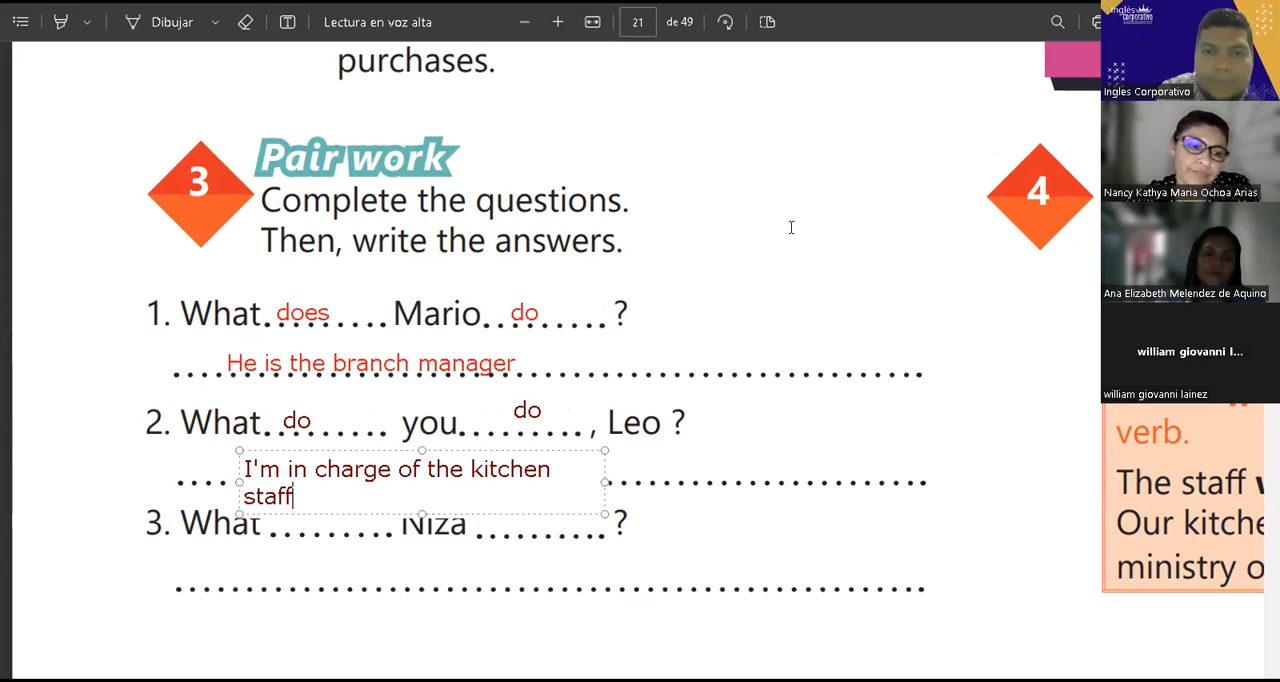 Dibujar
Lectura en voz alta
21
de 49
purchases.
3
Pair work
Complete the questions.
Then, write the answers.
1. What..does.....Mario..do.....?
He is the branch manager
2. What..do......you....do....., Leo ?
I'm in charge of the kitchen
staff
3. What ......... Niza ..........?
4
verb.
The staff w
Our kitche
ministry o
Inglés
corporativo
Ingles Corporativo
Nancy Kathya Maria Ochoa Arias
Ana Elizabeth Melendez de Aquino
william giovanni l...
william giovanni lainez